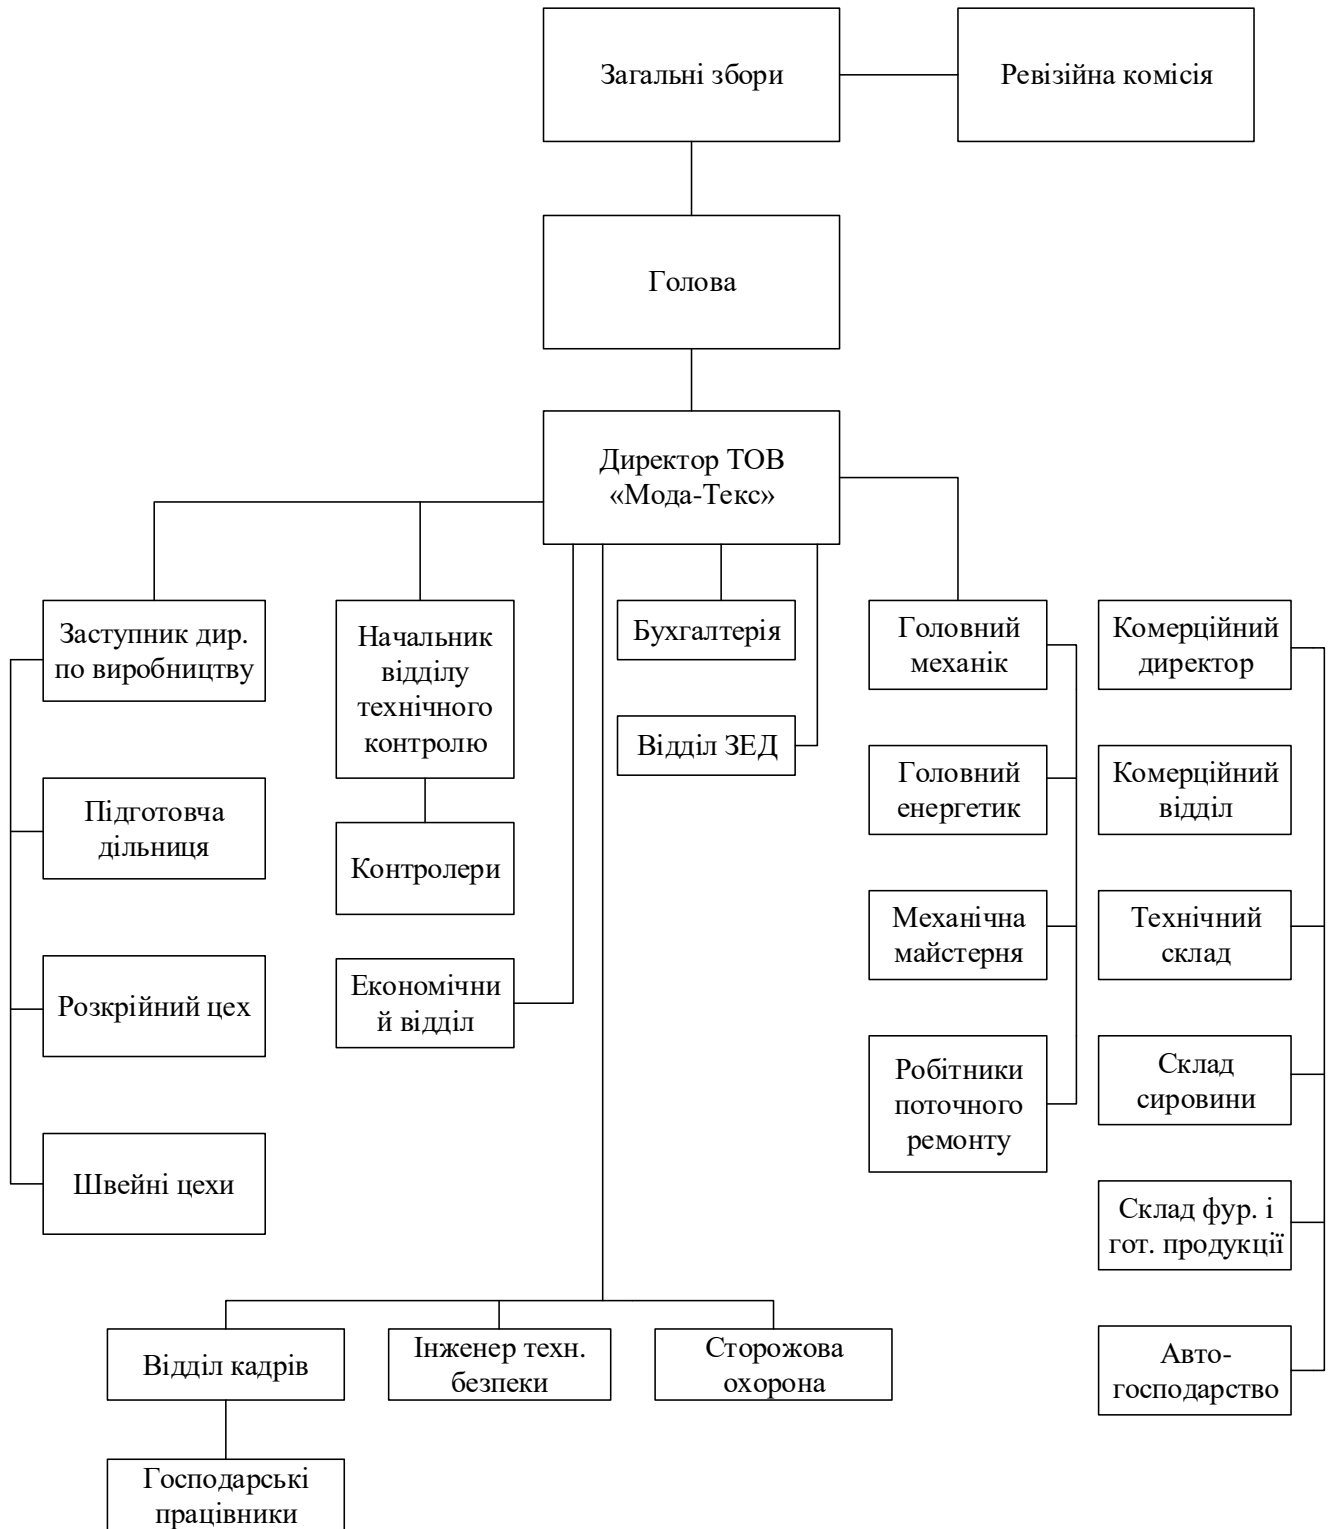 Загальні збори
Ревізійна комісія
Голова
Директор ТОВ
«Мода-Текс»
Заступник дир.
по виробництву
Начальник
відділу
технічного
контролю
Бухгалтерія
Головний
механік
Комерційний
директор
Відділ ЗЕД
Головний
енергетик
Комерційний
відділ
Підготовча
дільниця
Контролери
Механічна
майстерня
Технічний
склад
Розкрійний цех
Економічни
й відділ
Робітники
поточного
ремонту
Склад
сировини
Швейні цехи
Склад фур. і
гот. продукції
Відділ кадрів
Інженер техн.
безпеки
Сторожова
охорона
Авто-
господарство
Господарські
працівники